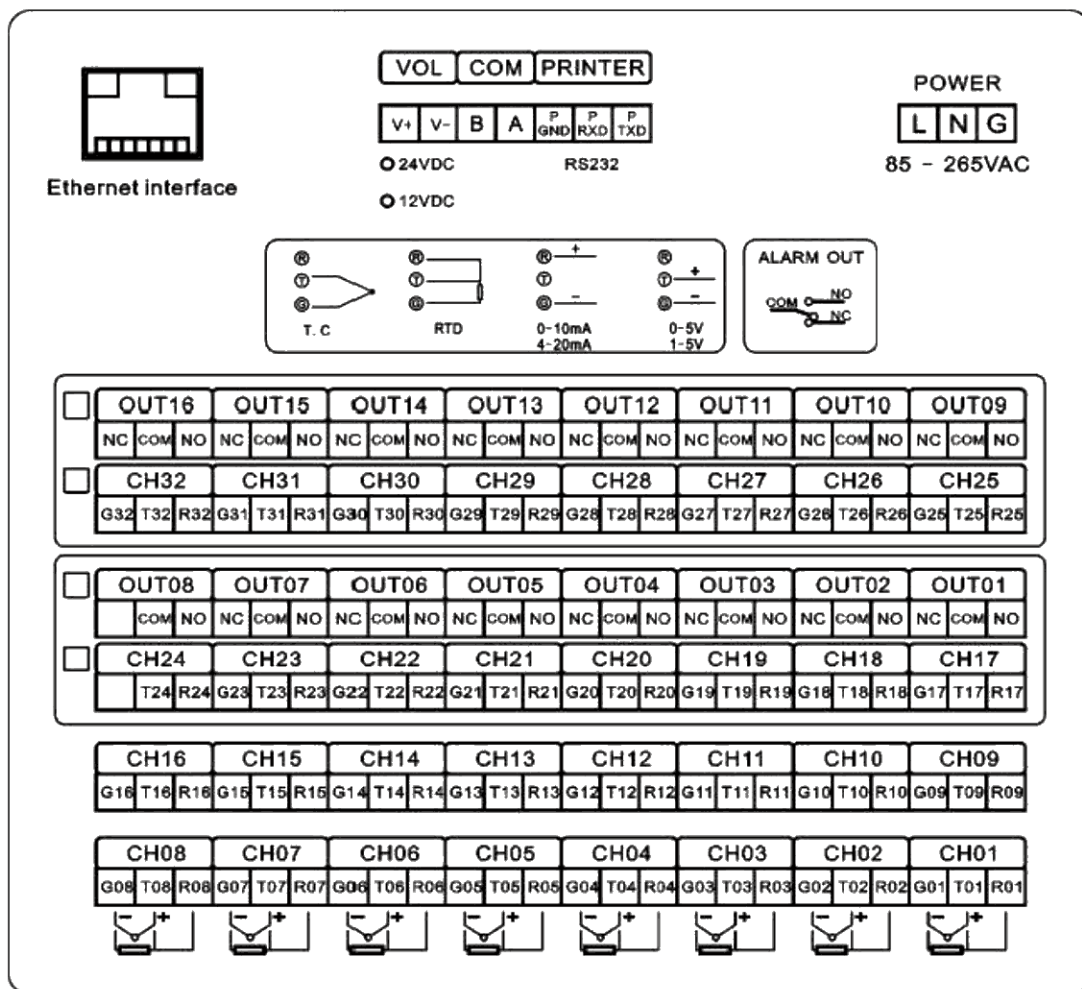 VOL COM PRINTER
POWER
V+ V- B A P GND P RXD P TXD
L N G
24VDC RS232
85 - 265VAC
Ethernet interface
12VDC
R R R + R
T T T T +
G G G - G -
T. C RTD 0-10mA 0-5V
4-20mA 1-5V
ALARM OUT
COM NO
NC
OUT16 OUT15 OUT14 OUT13 OUT12 OUT11 OUT10 OUT09
NC COM NO NC COM NO NC COM NO NC COM NO NC COM NO NC COM NO NC COM NO NC COM NO
CH32 CH31 CH30 CH29 CH28 CH27 CH26 CH25
G32 T32 R32 G31 T31 R31 G30 T30 R30 G29 T29 R29 G28 T28 R28 G27 T27 R27 G26 T26 R26 G25 T25 R25
OUT08 OUT07 OUT06 OUT05 OUT04 OUT03 OUT02 OUT01
COM NO NC COM NO NC COM NO NC COM NO NC COM NO NC COM NO NC COM NO NC COM NO
CH24 CH23 CH22 CH21 CH20 CH19 CH18 CH17
T24 R24 G23 T23 R23 G22 T22 R22 G21 T21 R21 G20 T20 R20 G19 T19 R19 G18 T18 R18 G17 T17 R17
CH16 CH15 CH14 CH13 CH12 CH11 CH10 CH09
G16 T16 R16 G15 T15 R15 G14 T14 R14 G13 T13 R13 G12 T12 R12 G11 T11 R11 G10 T10 R10 G09 T09 R09
CH08 CH07 CH06 CH05 CH04 CH03 CH02 CH01
G08 T08 R08 G07 T07 R07 G06 T06 R06 G05 T05 R05 G04 T04 R04 G03 T03 R03 G02 T02 R02 G01 T01 R01
- + - + - + - + - + - + - + - +